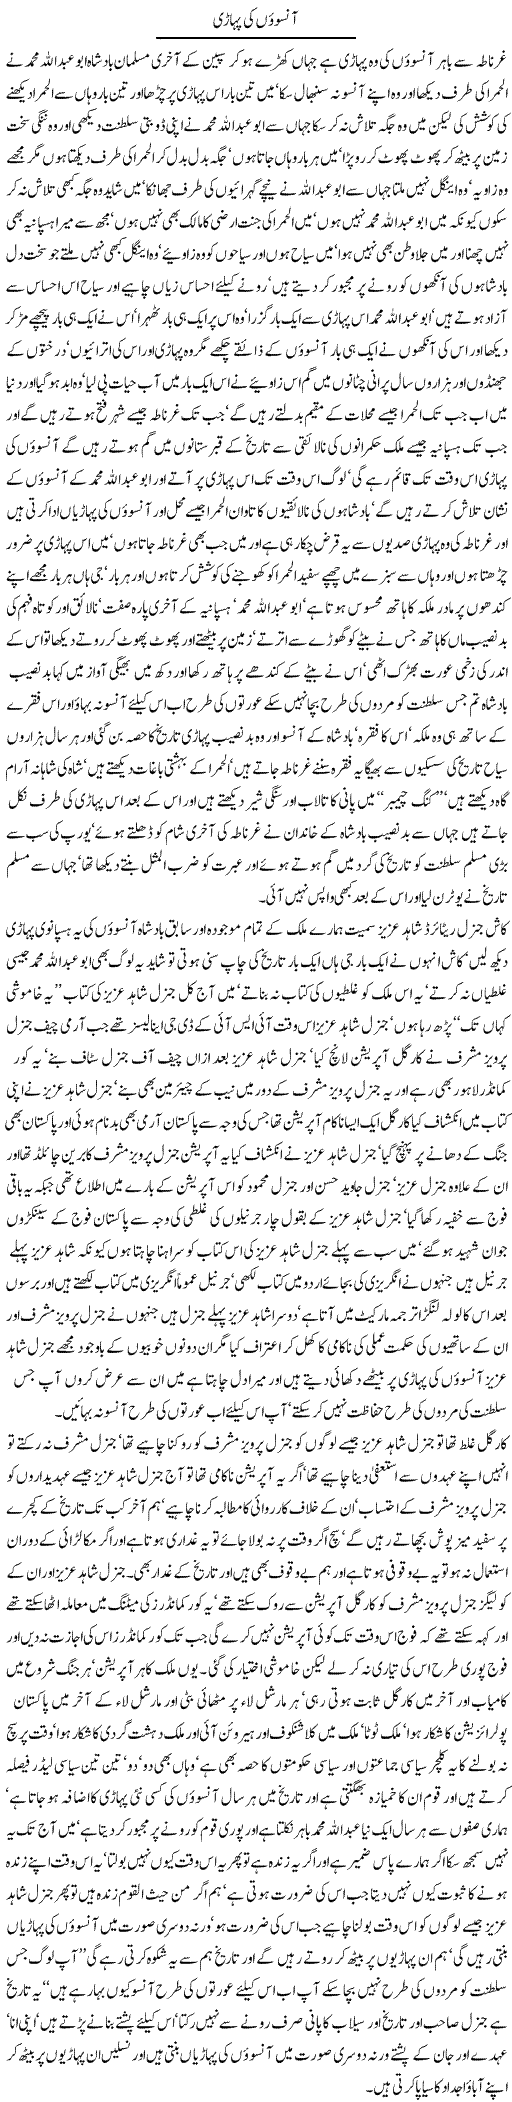 آنسوؤں کی پہاڑی
غرناطہ سے باہر آنسوؤں کی وہ پہاڑی ہے جہاں کھڑے ہو کر سپین کے آخری مسلمان بادشاہ ابو عبداللہ محمد نے
الحمرا کی طرف دیکھا اور وہ اپنے آنسو نہ سنبھال سکا‘ میں تین بار اس پہاڑی پر چڑھا اور تین بار وہاں سے الحمرا دیکھنے
کی کوشش کی لیکن میں وہ جگہ تلاش نہ کر سکا جہاں سے ابو عبداللہ محمد نے اپنی ڈوبتی سلطنت دیکھی اور وہ ننگی سخت
زمین پر بیٹھ کر پھوٹ پھوٹ کر رو پڑا‘ میں ہر بار وہاں جاتا ہوں‘ جگہ بدل بدل کر الحمرا کی طرف دیکھتا ہوں مگر مجھے
وہ زاویہ‘ وہ اینگل نہیں ملتا جہاں سے ابو عبداللہ نے نیچے گہرائیوں کی طرف جھانکا‘ میں شاید وہ جگہ کبھی تلاش نہ کر
سکوں کیونکہ میں ابو عبداللہ محمد نہیں ہوں‘ میں الحمرا کی جنت ارضی کا مالک بھی نہیں ہوں‘ مجھ سے میرا ہسپانیہ بھی
نہیں چھنا اور میں جلاوطن بھی نہیں ہوا‘ میں سیاح ہوں اور سیاحوں کو وہ زاویئے‘ وہ اینگل کبھی نہیں ملتے جو سخت دل
بادشاہوں کی آنکھوں کو رونے پر مجبور کر دیتے ہیں‘ رونے کیلئے احساس زیاں چاہیے اور سیاح اس احساس سے
آزاد ہوتے ہیں‘ ابو عبداللہ محمد اس پہاڑی سے ایک بار گزرا‘ وہ اس پر ایک ہی بار ٹھہرا‘ اس نے ایک ہی بار پیچھے مڑ کر
دیکھا اور اس کی آنکھوں نے ایک ہی بار آنسوؤں کے ذائقے چکھے مگر وہ پہاڑی اور اس کی اترائیوں‘ درختوں کے
جھنڈوں اور ہزاروں سال پرانی چٹانوں میں گم اس زاویئے نے اس ایک بار میں آب حیات پی لیا‘ وہ ابد ہو گیا اور دنیا
میں اب جب تک الحمرا جیسے محلات کے مقیم بدلتے رہیں گے‘ جب تک غرناطہ جیسے شہر فتح ہوتے رہیں گے اور
جب تک ہسپانیہ جیسے ملک حکمرانوں کی نالائقی سے تاریخ کے قبرستانوں میں گم ہوتے رہیں گے آنسوؤں کی
پہاڑی اس وقت تک قائم رہے گی‘ لوگ اس وقت تک اس پہاڑی پر آتے اور ابو عبداللہ محمد کے آنسوؤں کے
نشان تلاش کرتے رہیں گے‘ بادشاہوں کی نالائقیوں کا تاوان الحمرا جیسے محل اور آنسوؤں کی پہاڑیاں ادا کرتی ہیں
اور غرناطہ کی وہ پہاڑی صدیوں سے یہ قرض چکا رہی ہے اور میں جب بھی غرناطہ جاتا ہوں‘ میں اس پہاڑی پر ضرور
چڑھتا ہوں اور وہاں سے سبزے میں چھپے سفید الحمرا کو کھوجنے کی کوشش کرتا ہوں اور ہر بار‘ جی ہاں ہر بار مجھے اپنے
کندھوں پر مادر ملکہ کا ہاتھ محسوس ہوتا ہے‘ ابو عبداللہ محمد‘ ہسپانیہ کے آخری پارہ صفت‘ نالائق اور کوتاہ فہم کی
بدنصیب ماں کا ہاتھ جس نے بیٹے کو گھوڑے سے اترتے‘ زمین پر بیٹھتے اور پھوٹ پھوٹ کر روتے دیکھا تو اس کے
اندر کی زخمی عورت بھڑک اٹھی‘ اس نے بیٹے کے کندھے پر ہاتھ رکھا اور دکھ میں بھیگی آواز میں کہا بدنصیب
بادشاہ تم جس سلطنت کو مردوں کی طرح بچا نہیں سکے عورتوں کی طرح اب اس کیلئے آنسو نہ بہاؤ اور اس فقرے
کے ساتھ ہی وہ ملکہ‘ اس کا فقرہ‘ بادشاہ کے آنسو اور وہ بدنصیب پہاڑی تاریخ کا حصہ بن گئی اور ہر سال ہزاروں
سیاح تاریخ کی سسکیوں سے بھیگا یہ فقرہ سننے غرناطہ جاتے ہیں‘ الحمرا کے بہشتی باغات دیکھتے ہیں‘ شاہ کی شاہانہ آرام
گاہ دیکھتے ہیں‘ ’’کنگ چیمبر‘‘ میں پانی کا تالاب اور سنگی شیر دیکھتے ہیں اور اس کے بعد اس پہاڑی کی طرف نکل
جاتے ہیں جہاں سے بدنصیب بادشاہ کے خاندان نے غرناطہ کی آخری شام کو ڈھلتے ہوئے‘ یورپ کی سب سے
بڑی مسلم سلطنت کو تاریخ کی گرد میں گم ہوتے ہوئے اور عبرت کو ضرب المثل بنتے دیکھا تھا‘ جہاں سے مسلم
تاریخ نے یوٹرن لیا اور اس کے بعد کبھی واپس نہیں آئی۔
کاش جنرل ریٹائرڈ شاہد عزیز سمیت ہمارے ملک کے تمام موجودہ اور سابق بادشاہ آنسوؤں کی یہ ہسپانوی پہاڑی
دیکھ لیں‘ کاش انہوں نے ایک بار جی ہاں ایک بار تاریخ کی چاپ سنی ہوتی تو شاید یہ لوگ بھی ابو عبداللہ محمد جیسی
غلطیاں نہ کرتے‘ یہ اس ملک کو غلطیوں کی کتاب نہ بناتے‘ میں آج کل جنرل شاہد عزیز کی کتاب ’’یہ خاموشی
کہاں تک‘‘ پڑھ رہا ہوں‘ جنرل شاہد عزیز اس وقت آئی ایس آئی کے ڈی جی اینالیسز تھے جب آرمی چیف جنرل
پرویز مشرف نے کارگل آپریشن لانچ کیا‘ جنرل شاہد عزیز بعد ازاں چیف آف جنرل سٹاف بنے‘ یہ کور
کمانڈر لاہور بھی رہے اور یہ جنرل پرویز مشرف کے دور میں نیب کے چیئرمین بھی بنے‘ جنرل شاہد عزیز نے اپنی
کتاب میں انکشاف کیا کارگل ایک ایسا ناکام آپریشن تھا جس کی وجہ سے پاکستان آرمی بھی بدنام ہوئی اور پاکستان بھی
جنگ کے دھانے پر پہنچ گیا‘ جنرل شاہد عزیز نے انکشاف کیا یہ آپریشن جنرل پرویز مشرف کا برین چائلڈ تھا اور
ان کے علاوہ جنرل عزیز‘ جنرل جاوید حسن اور جنرل محمود کو اس آپریشن کے بارے میں اطلاع تھی جبکہ یہ باقی
فوج سے خفیہ رکھا گیا‘ جنرل شاہد عزیز کے بقول چار جرنیلوں کی غلطی کی وجہ سے پاکستان فوج کے سینکڑوں
جوان شہید ہو گئے‘ میں سب سے پہلے جنرل شاہد عزیز کی اس کتاب کو سراہنا چاہتا ہوں کیونکہ شاہد عزیز پہلے
جرنیل ہیں جنہوں نے انگریزی کی بجائے اردو میں کتاب لکھی‘ جرنیل عموماً انگریزی میں کتاب لکھتے ہیں اور برسوں
بعد اس کا لولہ لنگڑا ترجمہ مارکیٹ میں آتا ہے‘ دوسرا شاہد عزیز پہلے جنرل ہیں جنہوں نے جنرل پرویز مشرف اور
ان کے ساتھیوں کی حکمت عملی کی ناکامی کا کھل کر اعتراف کیا مگر ان دونوں خوبیوں کے باوجود مجھے جنرل شاہد
عزیز آنسوؤں کی پہاڑی پر بیٹھے دکھائی دیتے ہیں اور میرا دل چاہتا ہے میں ان سے عرض کروں آپ جس
سلطنت کی مردوں کی طرح حفاظت نہیں کر سکتے‘ آپ اس کیلئے اب عورتوں کی طرح آنسو نہ بہائیں۔
کارگل غلط تھا تو جنرل شاہد عزیز جیسے لوگوں کو جنرل پرویز مشرف کو روکنا چاہیے تھا‘ جنرل مشرف نہ رکتے تو
انہیں اپنے عہدوں سے استعفیٰ دینا چاہیے تھا‘ اگر یہ آپریشن ناکامی تھا تو آج جنرل شاہد عزیز جیسے عہدیداروں کو
جنرل پرویز مشرف کے احتساب‘ ان کے خلاف کارروائی کا مطالبہ کرنا چاہیے‘ ہم آخر کب تک تاریخ کے کچرے
پر سفید میز پوش بچھاتے رہیں گے‘ سچ اگر وقت پر نہ بولا جائے تو یہ غداری ہوتا ہے اور اگر مکا لڑائی کے دوران
استعمال نہ ہو تو یہ بے وقوفی ہوتا ہے اور ہم بے وقوف بھی ہیں اور تاریخ کے غدار بھی۔ جنرل شاہد عزیز اور ان کے
کولیگز جنرل پرویز مشرف کو کارگل آپریشن سے روک سکتے تھے‘ یہ کور کمانڈرز کی میٹنگ میں معاملہ اٹھا سکتے تھے
اور کہہ سکتے تھے کہ فوج اس وقت تک کوئی آپریشن نہیں کرے گی جب تک کور کمانڈرز اس کی اجازت نہ دیں اور
فوج پوری طرح اس کی تیاری نہ کر لے لیکن خاموشی اختیار کی گئی۔ یوں ملک کا ہر آپریشن‘ ہر جنگ شروع میں
کامیاب اور آخر میں کارگل ثابت ہوتی رہی‘ ہر مارشل لاء پر مٹھائی بٹی اور مارشل لاء کے آخر میں پاکستان
پولرائزیشن کا شکار ہوا‘ ملک ٹوٹا‘ ملک میں کلاشنکوف اور ہیروئن آئی اور ملک دہشت گردی کا شکار ہوا‘ وقت پر سچ
نہ بولنے کا یہ کلچر سیاسی جماعتوں اور سیاسی حکومتوں کا حصہ بھی ہے‘ وہاں بھی دو‘ دو‘ تین تین سیاسی لیڈر فیصلہ
کرتے ہیں اور قوم ان کا خمیازہ بھگتتی ہے اور تاریخ میں ہر سال آنسوؤں کی کسی نئی پہاڑی کا اضافہ ہو جاتا ہے‘
ہماری صفوں سے ہر سال ایک نیا عبداللہ محمد باہر نکلتا ہے اور پوری قوم کو رونے پر مجبور کر دیتا ہے‘ میں آج تک یہ
نہیں سمجھ سکا اگر ہمارے پاس ضمیر ہے اور اگر یہ زندہ ہے تو پھر یہ اس وقت کیوں نہیں بولتا‘ یہ اس وقت اپنے زندہ
ہونے کا ثبوت کیوں نہیں دیتا جب اس کی ضرورت ہوتی ہے‘ ہم اگر من حیث القوم زندہ ہیں تو پھر جنرل شاہد
عزیز جیسے لوگوں کو اس وقت بولنا چاہیے جب اس کی ضرورت ہو‘ ورنہ دوسری صورت میں آنسوؤں کی پہاڑیاں
بنتی رہیں گی‘ ہم ان پہاڑیوں پر بیٹھ کر روتے رہیں گے اور تاریخ ہم سے یہ شکوہ کرتی رہے گی ’’آپ لوگ جس
سلطنت کو مردوں کی طرح نہیں بچا سکے آپ اب اس کیلئے عورتوں کی طرح آنسو کیوں بہا رہے ہیں‘‘ یہ تاریخ
ہے جنرل صاحب اور تاریخ اور سیلاب کا پانی صرف رونے سے نہیں رکتا‘ اس کیلئے پشتے بنانے پڑتے ہیں‘ اپنی انا‘
عہدے اور جان کے پشتے ورنہ دوسری صورت میں آنسوؤں کی پہاڑیاں بنتی ہیں اور نسلیں ان پہاڑیوں پر بیٹھ کر
اپنے آباؤ اجداد کا سیاپا کرتی ہیں۔